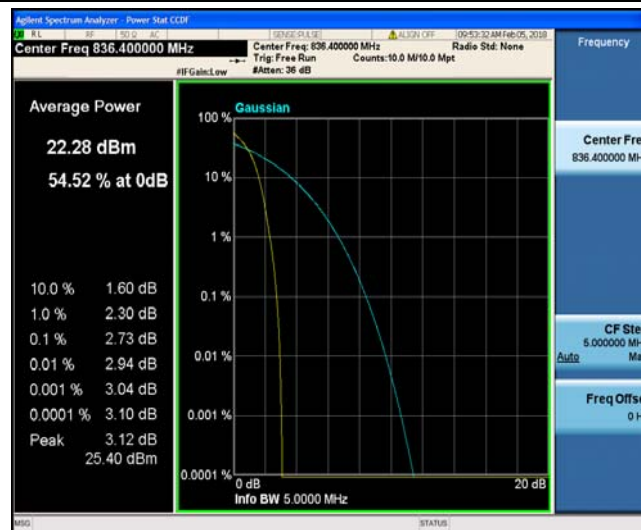 Agilent Spectrum Analyzer - Power Stat CCDF
RL RF 50 Ω AC SENSE:PULSE ALIGN OFF 09:53:32 AM Feb 05, 2018
Center Freq 836.400000 MHz
Center Freq: 836.400000 MHz Radio Std: None
Trig: Free Run Counts:10.0 M/10.0 Mpt
#IFGain:Low #Atten: 36 dB
Frequency
Average Power
22.28 dBm
54.52 % at 0dB
10.0 % 1.60 dB
1.0 % 2.30 dB
0.1 % 2.73 dB
0.01 % 2.94 dB
0.001 % 3.04 dB
0.0001 % 3.10 dB
Peak 3.12 dB
25.40 dBm
Gaussian
100 %
10 %
1 %
0.1 %
0.01 %
0.001 %
0.0001 %
0 dB 20 dB
Info BW 5.0000 MHz
Center Fre
836.400000 MH
CF Ste
5.000000 MH
Auto Ma
Freq Offs
0 H
MSG STATUS